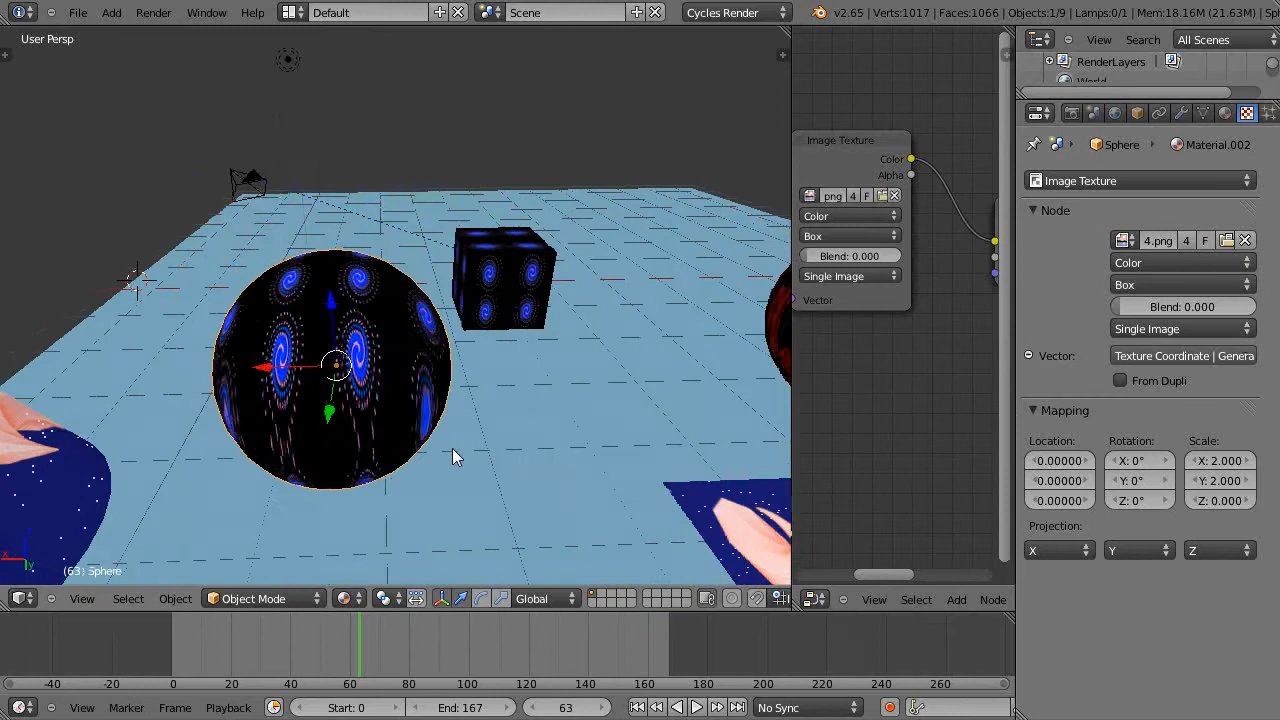 File Add Render Window Help Default Scene Cycles Render v2.65 | Verts:1017 | Faces:1066 | Objects:1/9 | Lamps:0/1 | Mem:18.16M (21.63M) | Sp
User Persp
View Search All Scenes
RenderLayers
World
Sphere Material.002
Image Texture
Node
4.png 4 F
Color
Box
Blend: 0.000
Single Image
Vector: Texture Coordinate | Genera
From Dupli
Mapping
Location: Rotation: Scale:
0.00000 X: 0° X: 2.000
0.00000 Y: 0° Y: 2.000
0.00000 Z: 0° Z: 0.000
Projection:
X Y Z
Image Texture
Color
Alpha
png 4 F
Color
Box
Blend: 0.000
Single Image
Vector
x
y
(63) Sphere
View Select Object Object Mode Global
View Select Add Node
-40 -20 0 20 40 60 80 100 120 140 160 180 200 220 240 260
View Marker Frame Playback Start: 0 End: 167 63 No Sync